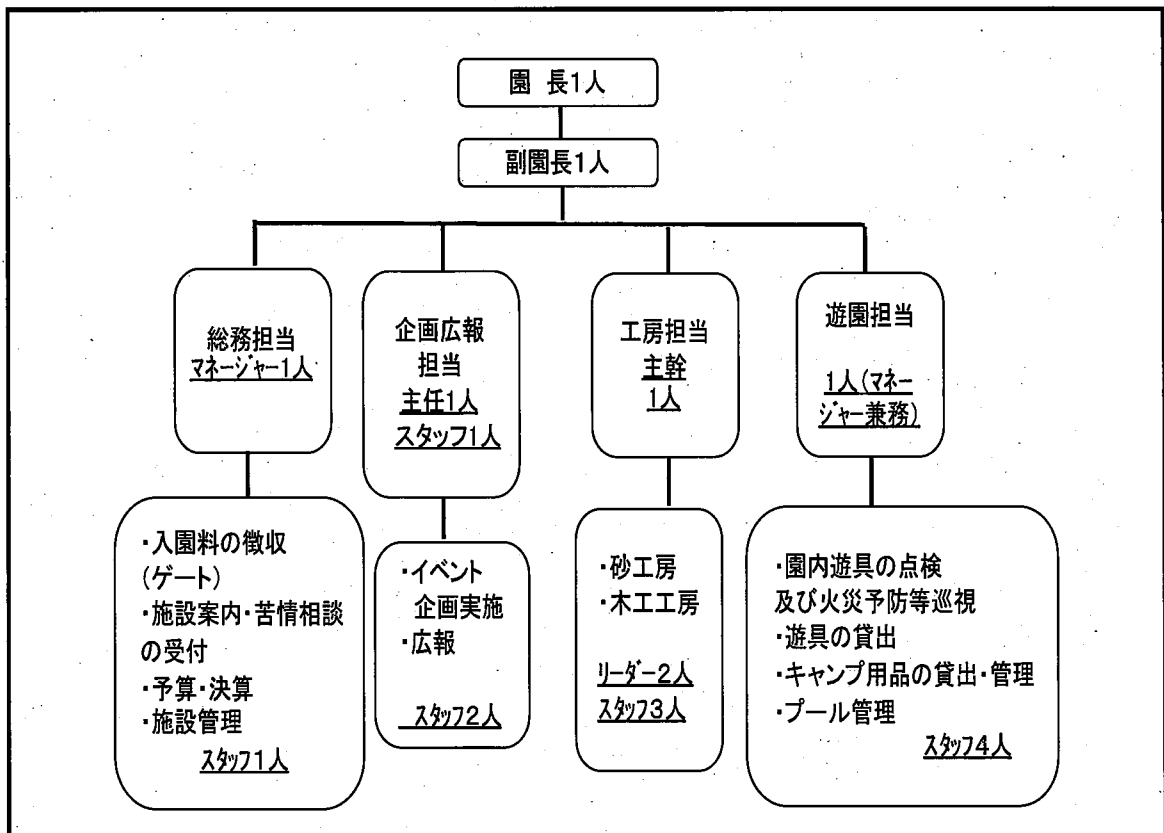 園 長1人
副園長1人
総務担当
マネージャー1人
企画広報
担当
主任1人
スタッフ1人
工房担当
主幹
1人
遊園担当
1人(マネー
ジャー兼務)
・入園料の徴収
(ゲート)
・施設案内・苦情相談
の受付
・予算・決算
・施設管理
スタッフ1人
・イベント
企画実施
・広報
スタッフ2人
・砂工房
・木工工房
リーダー2人
スタッフ3人
・園内遊具の点検
及び火災予防等巡視
・遊具の貸出
・キャンプ用品の貸出・管理
・プール管理
スタッフ4人